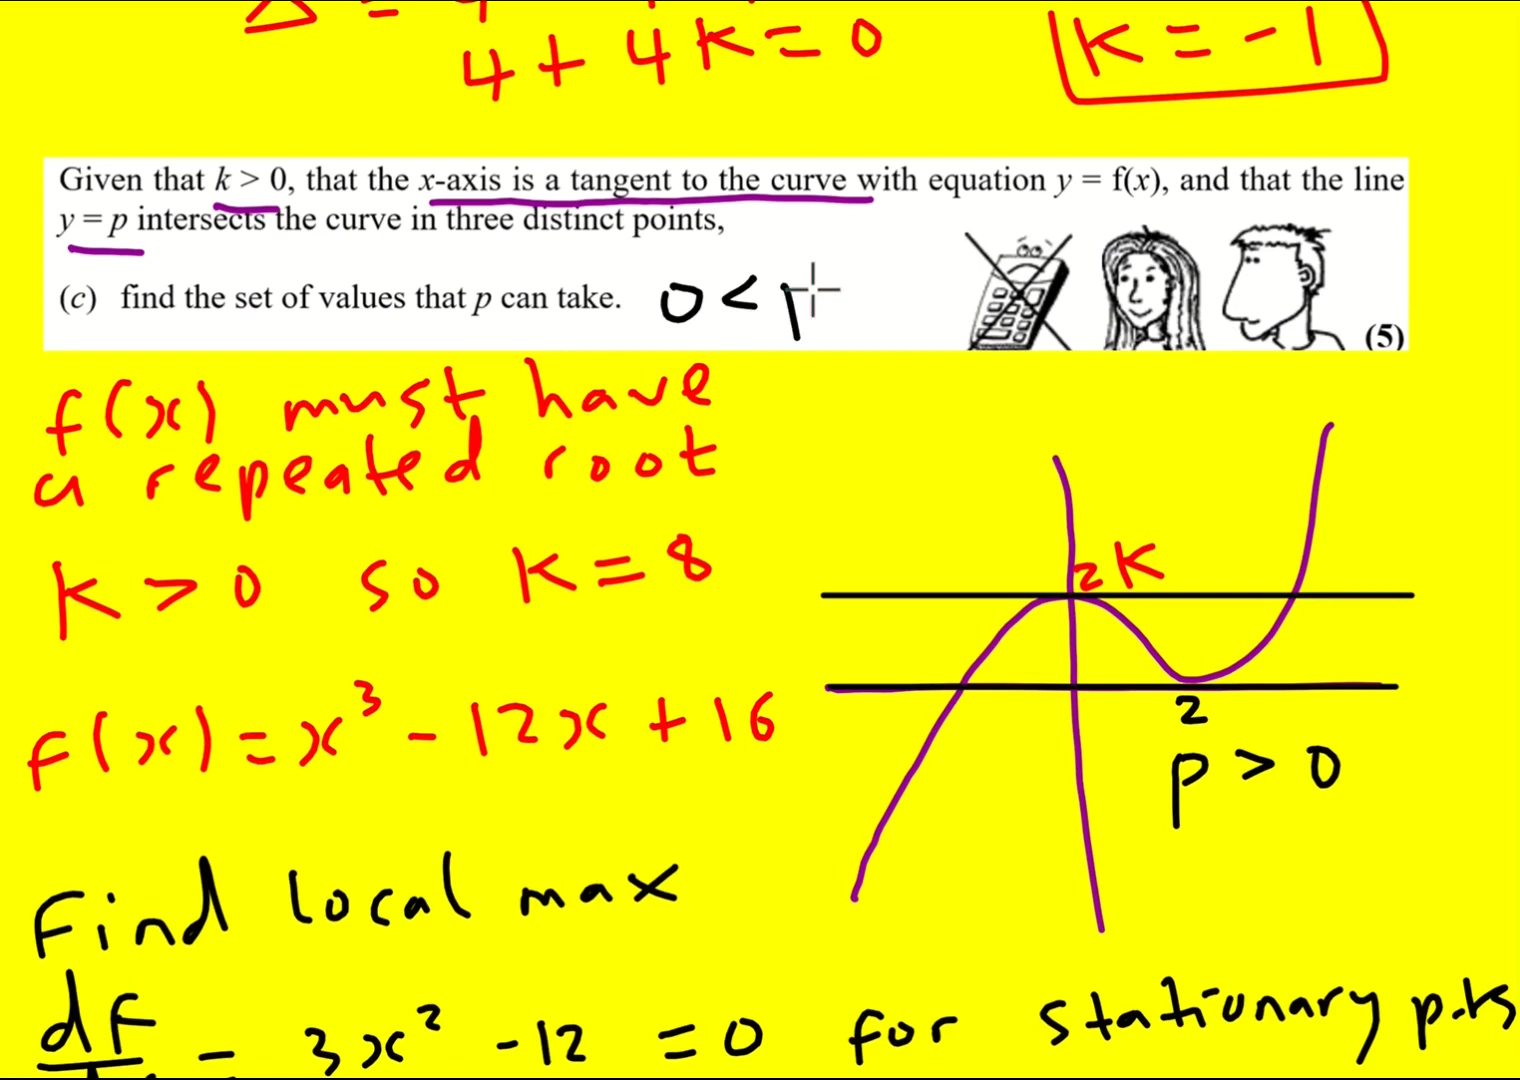 4 + 4K = 0
K = -1
Given that k > 0, that the x-axis is a tangent to the curve with equation y = f(x), and that the line
y = p intersects the curve in three distinct points,
(c) find the set of values that p can take.
0 <
(5)
f(x) must have
a repeated root
K > 0 so K = 8
f(x) = x³ - 12x + 16
2K
2
p > 0
Find local max
df
= 3x² - 12 = 0 for stationary pts